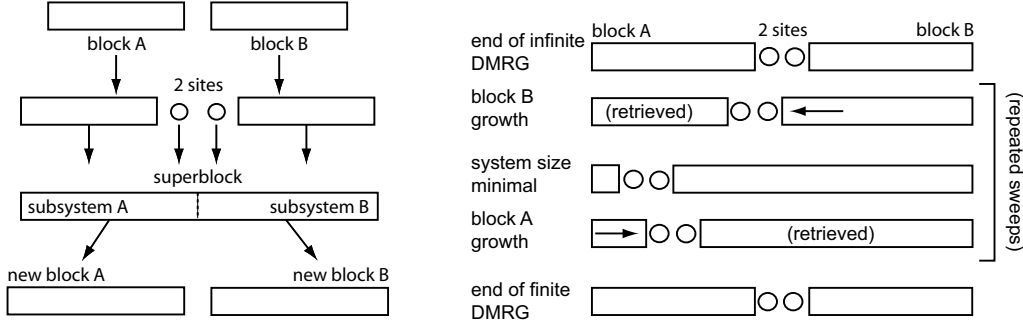 block A
block B
2 sites
superblock
subsystem A
subsystem B
new block A
new block B
block A
2 sites
block B
end of infinite
DMRG
block B
growth
(retrieved)
system size
minimal
block A
growth
(retrieved)
end of finite
DMRG
(repeated sweeps)